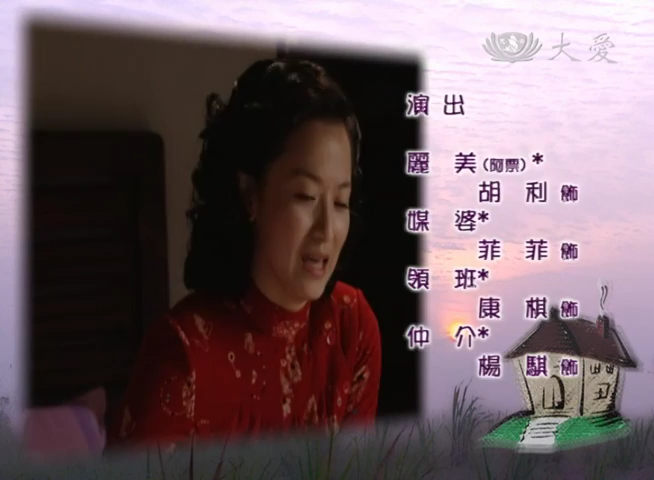 大愛
演出
麗美(阿票)*
胡利 飾
媒婆*
菲菲 飾
領班*
康棋 飾
仲介*
楊騏 飾